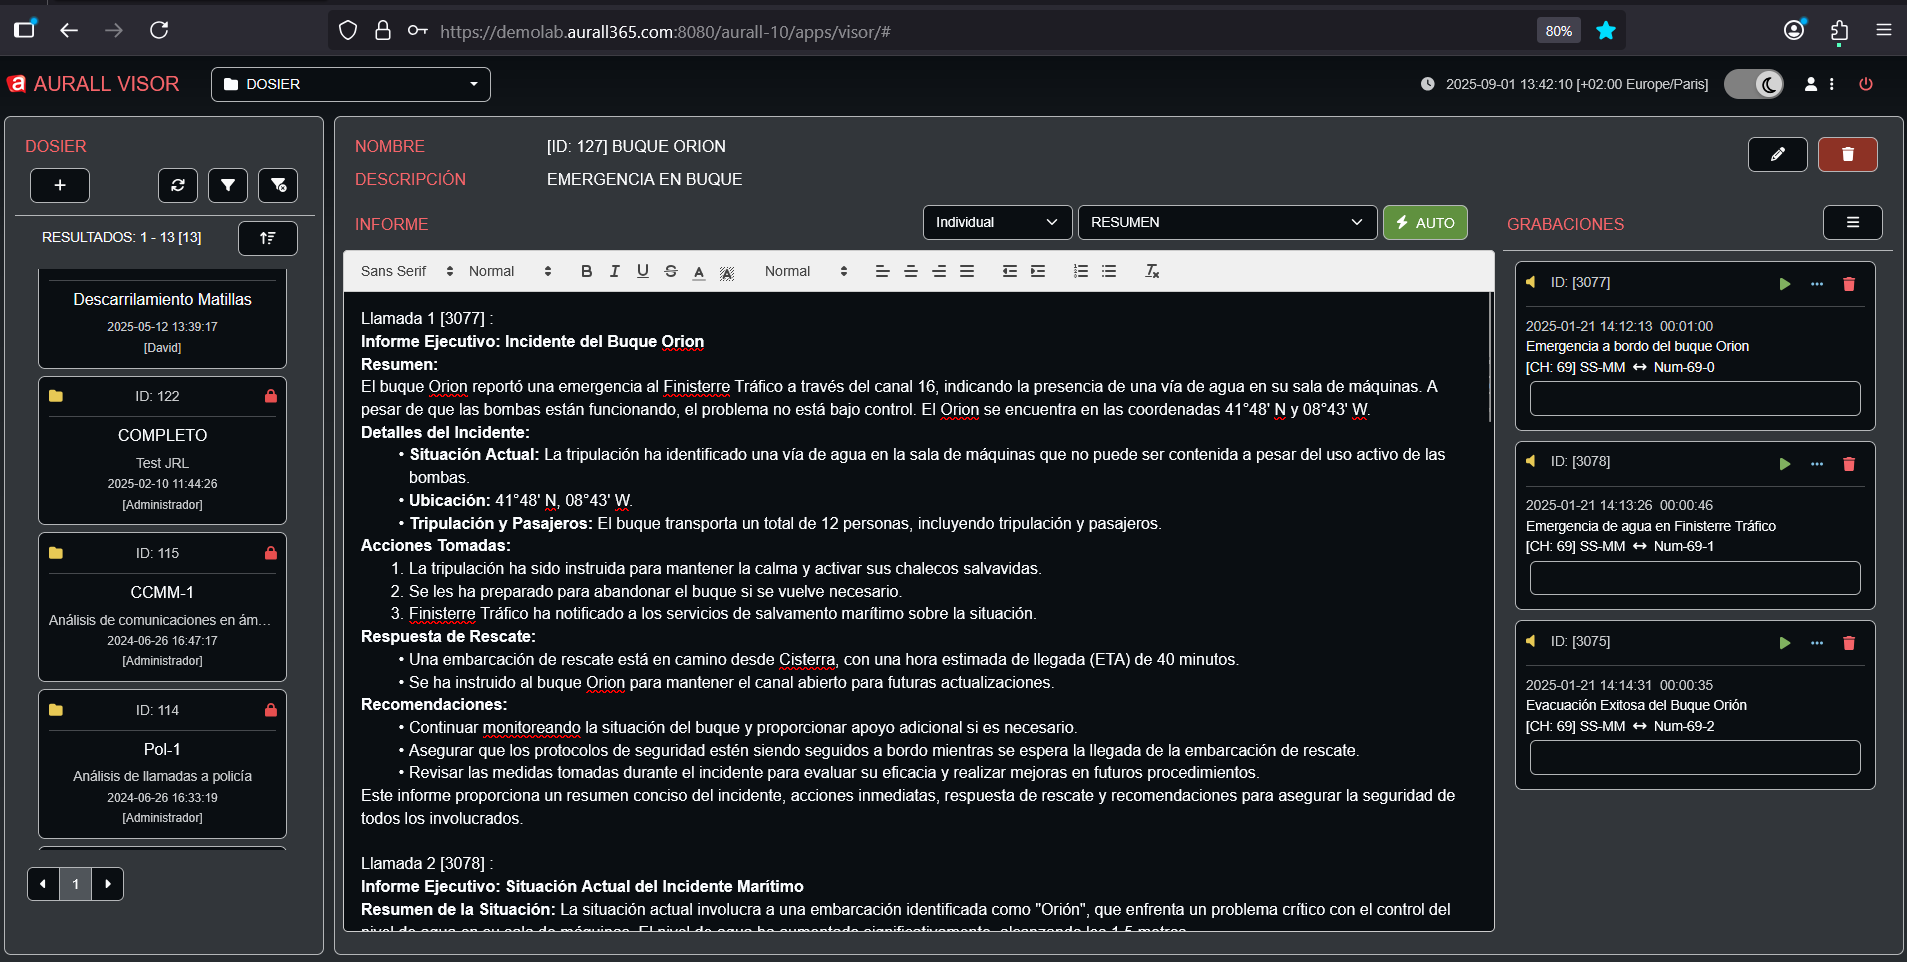 https://demolab.aurall365.com:8080/aurall-10/apps/visor/#
80%
a AURALL VISOR
DOSIER
2025-09-01 13:42:10 [+02:00 Europe/Paris]
DOSIER
RESULTADOS: 1 - 13 [13]
Descarrilamiento Matillas
2025-05-12 13:39:17
[David]
ID: 122
COMPLETO
Test JRL
2025-02-10 11:44:26
[Administrador]
ID: 115
CCMM-1
Análisis de comunicaciones en ám…
2024-06-26 16:47:17
[Administrador]
ID: 114
Pol-1
Análisis de llamadas a policía
2024-06-26 16:33:19
[Administrador]
1
NOMBRE [ID: 127] BUQUE ORION
DESCRIPCIÓN EMERGENCIA EN BUQUE
INFORME
Individual
RESUMEN
AUTO
Sans Serif Normal B I U S A A Normal
Llamada 1 [3077] :
Informe Ejecutivo: Incidente del Buque Orion
Resumen:
El buque Orion reportó una emergencia al Finisterre Tráfico a través del canal 16, indicando la presencia de una vía de agua en su sala de máquinas. A
pesar de que las bombas están funcionando, el problema no está bajo control. El Orion se encuentra en las coordenadas 41°48' N y 08°43' W.
Detalles del Incidente:
• Situación Actual: La tripulación ha identificado una vía de agua en la sala de máquinas que no puede ser contenida a pesar del uso activo de las
bombas.
• Ubicación: 41°48' N, 08°43' W.
• Tripulación y Pasajeros: El buque transporta un total de 12 personas, incluyendo tripulación y pasajeros.
Acciones Tomadas:
1. La tripulación ha sido instruida para mantener la calma y activar sus chalecos salvavidas.
2. Se les ha preparado para abandonar el buque si se vuelve necesario.
3. Finisterre Tráfico ha notificado a los servicios de salvamento marítimo sobre la situación.
Respuesta de Rescate:
• Una embarcación de rescate está en camino desde Cisterra, con una hora estimada de llegada (ETA) de 40 minutos.
• Se ha instruido al buque Orion para mantener el canal abierto para futuras actualizaciones.
Recomendaciones:
• Continuar monitoreando la situación del buque y proporcionar apoyo adicional si es necesario.
• Asegurar que los protocolos de seguridad estén siendo seguidos a bordo mientras se espera la llegada de la embarcación de rescate.
• Revisar las medidas tomadas durante el incidente para evaluar su eficacia y realizar mejoras en futuros procedimientos.
Este informe proporciona un resumen conciso del incidente, acciones inmediatas, respuesta de rescate y recomendaciones para asegurar la seguridad de
todos los involucrados.
Llamada 2 [3078] :
Informe Ejecutivo: Situación Actual del Incidente Marítimo
Resumen de la Situación: La situación actual involucra a una embarcación identificada como "Orión", que enfrenta un problema crítico con el control del
nivel de agua en su sala de máquinas. El nivel de agua ha aumentado significativamente, alcanzando los 1.5 metros.
GRABACIONES
ID: [3077]
2025-01-21 14:12:13 00:01:00
Emergencia a bordo del buque Orion
[CH: 69] SS-MM ↔ Num-69-0
ID: [3078]
2025-01-21 14:13:26 00:00:46
Emergencia de agua en Finisterre Tráfico
[CH: 69] SS-MM ↔ Num-69-1
ID: [3075]
2025-01-21 14:14:31 00:00:35
Evacuación Exitosa del Buque Orión
[CH: 69] SS-MM ↔ Num-69-2